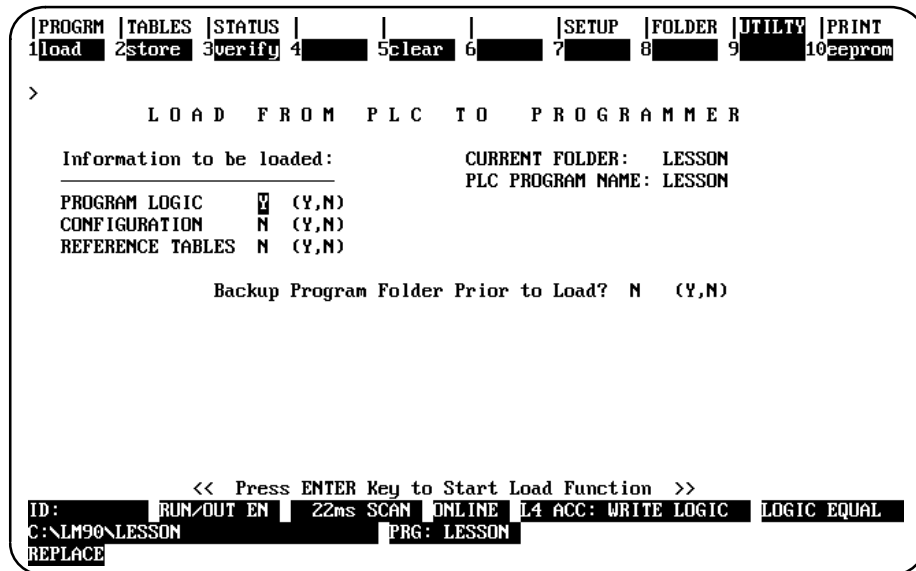 |PROGRM |TABLES |STATUS | | |SETUP |FOLDER |UTILTY |PRINT
1load 2store 3verify 4 5clear 6 7 8 9 10eeprom
>
L O A D F R O M P L C T O P R O G R A M M E R
Information to be loaded: CURRENT FOLDER: LESSON
PLC PROGRAM NAME: LESSON
PROGRAM LOGIC Y (Y,N)
CONFIGURATION N (Y,N)
REFERENCE TABLES N (Y,N)
Backup Program Folder Prior to Load? N (Y,N)
<< Press ENTER Key to Start Load Function >>
ID: RUN/OUT EN 22ms SCAN ONLINE L4 ACC: WRITE LOGIC LOGIC EQUAL
C:\LM90\LESSON PRG: LESSON
REPLACE